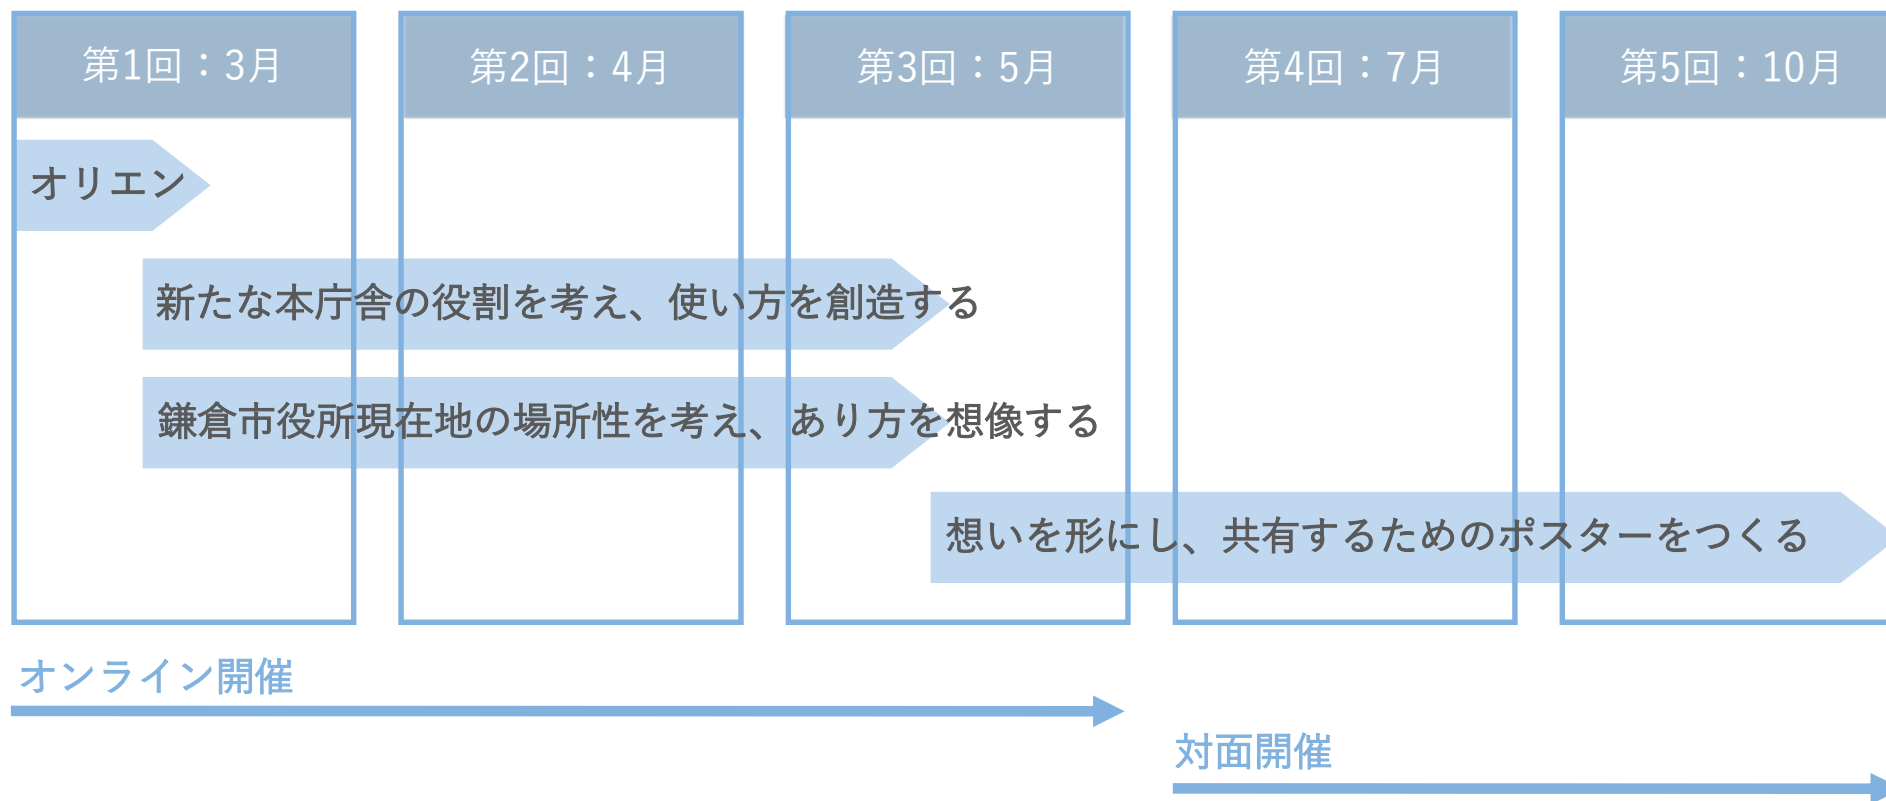 第1回：3月
第2回：4月
第3回：5月
第4回：7月
第5回：10月
オリエン
新たな本庁舎の役割を考え、使い方を創造する
鎌倉市役所現在地の場所性を考え、あり方を想像する
想いを形にし、共有するためのポスターをつくる
オンライン開催
対面開催